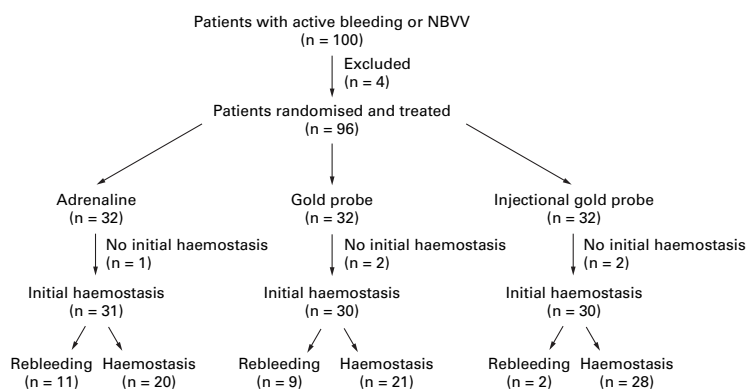 Patients with active bleeding or NBVV
(n = 100)
Excluded
(n = 4)
Patients randomised and treated
(n = 96)
Adrenaline
(n = 32)
Gold probe
(n = 32)
Injectional gold probe
(n = 32)
No initial haemostasis
(n = 1)
No initial haemostasis
(n = 2)
No initial haemostasis
(n = 2)
Initial haemostasis
(n = 31)
Initial haemostasis
(n = 30)
Initial haemostasis
(n = 30)
Rebleeding
(n = 11)
Haemostasis
(n = 20)
Rebleeding
(n = 9)
Haemostasis
(n = 21)
Rebleeding
(n = 2)
Haemostasis
(n = 28)